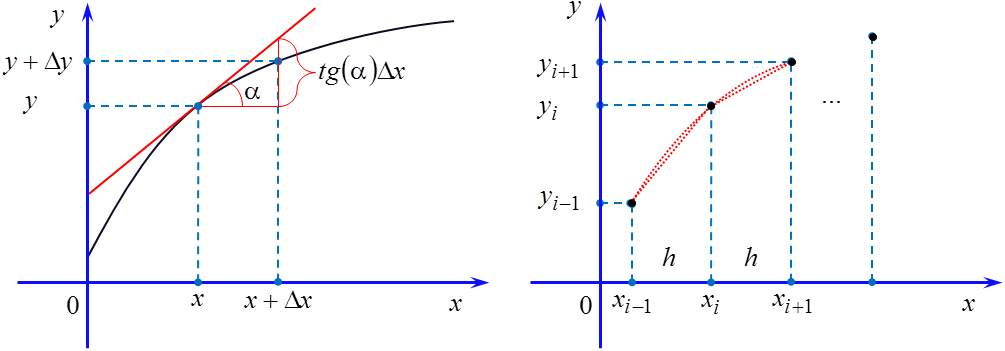 y
y + Δy
tg(α)Δx
α
y
0
x
x + Δx
x
y
y_{i+1}
...
y_i
y_{i−1}
h
h
0
x_{i−1}
x_i
x_{i+1}
x